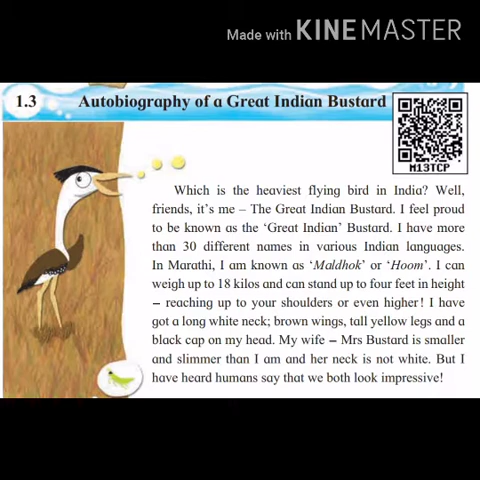 Made with KINEMASTER
1.3 Autobiography of a Great Indian Bustard
M13TCP
Which is the heaviest flying bird in India? Well,
friends, it's me – The Great Indian Bustard. I feel proud
to be known as the 'Great Indian' Bustard. I have more
than 30 different names in various Indian languages.
In Marathi, I am known as 'Maldhok' or 'Hoom'. I can
weigh up to 18 kilos and can stand up to four feet in height
– reaching up to your shoulders or even higher! I have
got a long white neck; brown wings, tall yellow legs and a
black cap on my head. My wife – Mrs Bustard is smaller
and slimmer than I am and her neck is not white. But I
have heard humans say that we both look impressive!